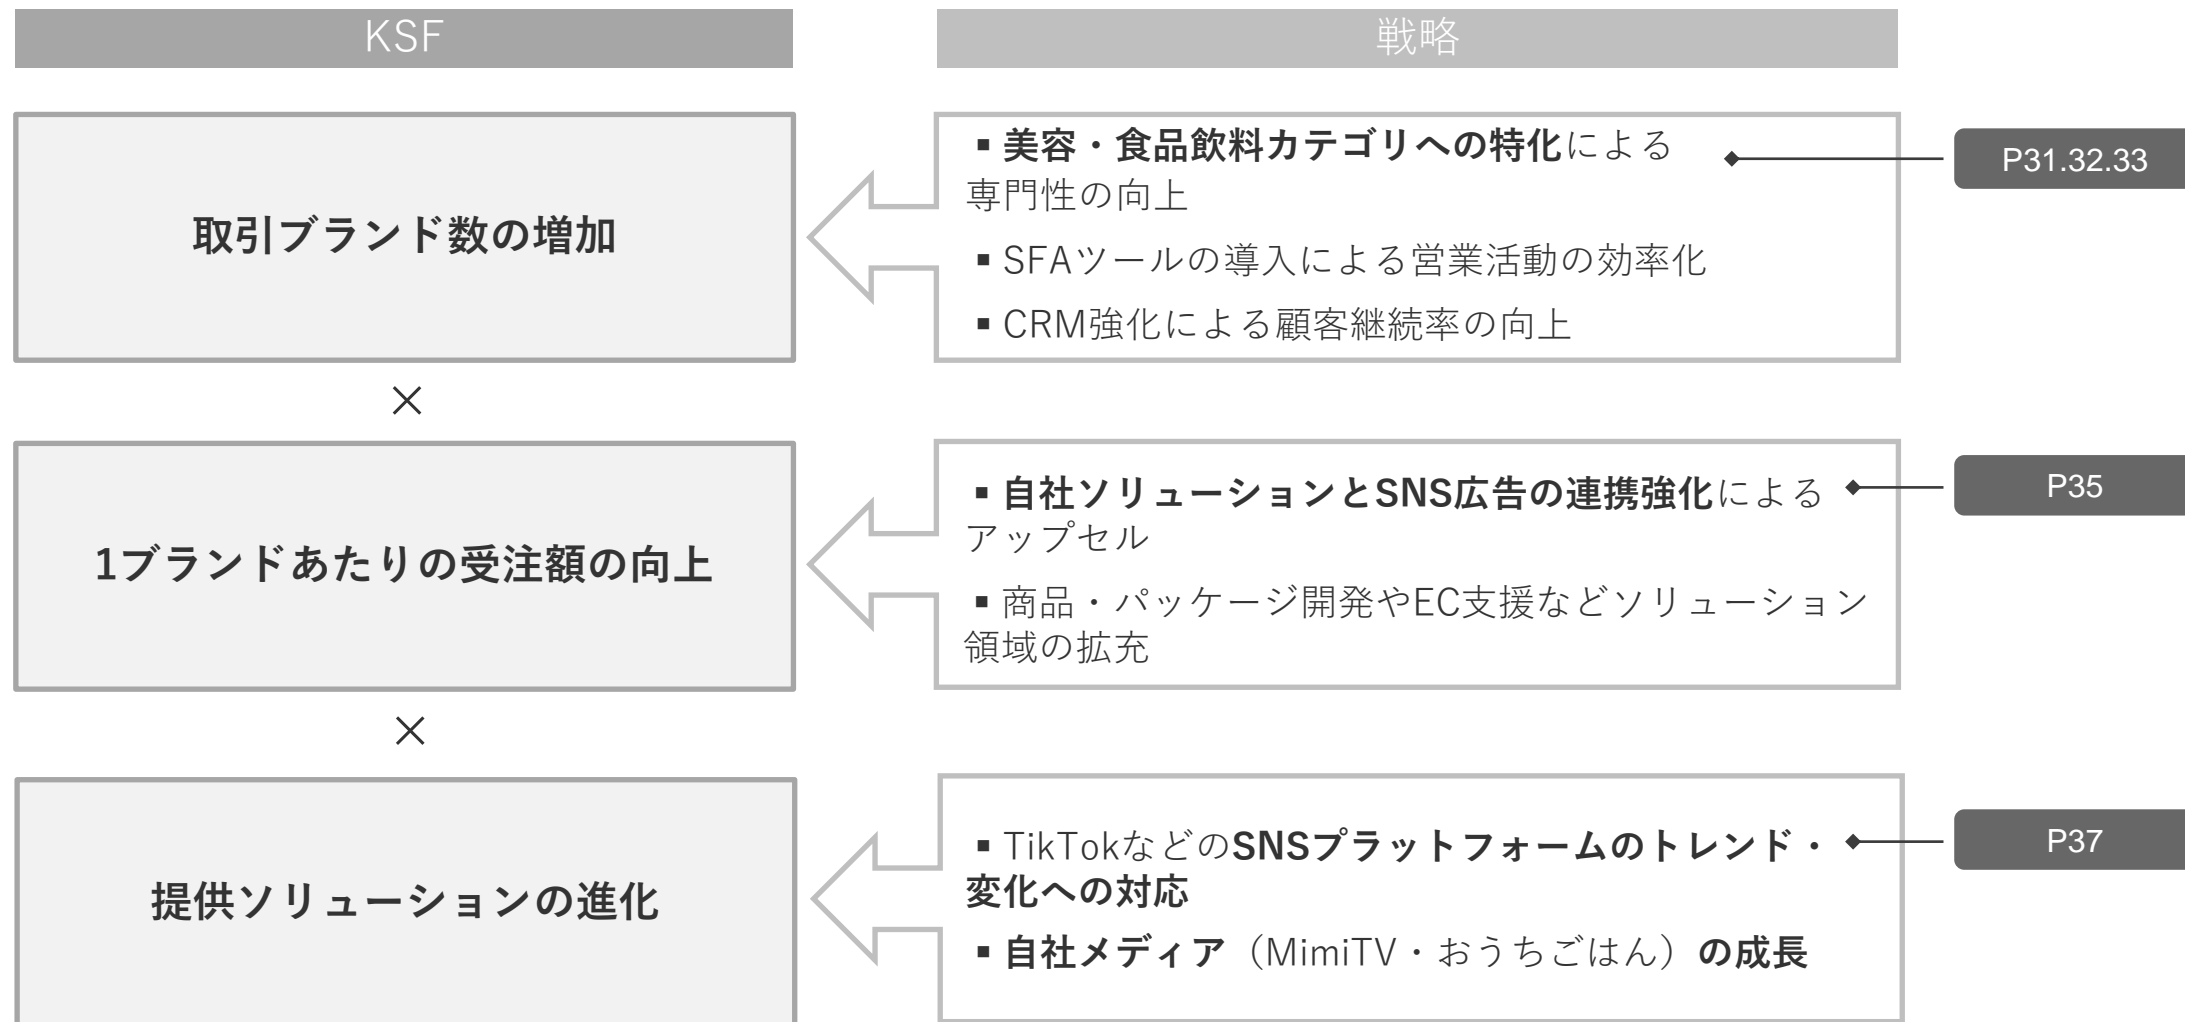 KSF
戦略
取引ブランド数の増加
▪ 美容・食品飲料カテゴリへの特化による
専門性の向上
▪ SFAツールの導入による営業活動の効率化
▪ CRM強化による顧客継続率の向上
P31.32.33
×
1ブランドあたりの受注額の向上
▪ 自社ソリューションとSNS広告の連携強化による
アップセル
▪ 商品・パッケージ開発やEC支援などソリューション
領域の拡充
P35
×
提供ソリューションの進化
▪ TikTokなどのSNSプラットフォームのトレンド・
変化への対応
▪ 自社メディア（MimiTV・おうちごはん）の成長
P37